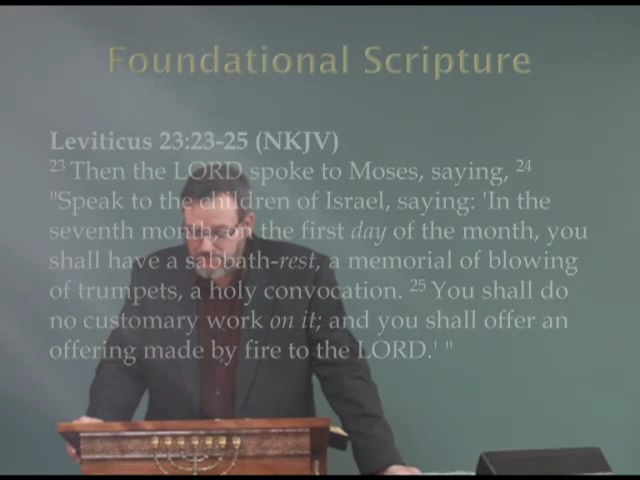 Foundational Scripture
Leviticus 23:23-25 (NKJV)
23 Then the LORD spoke to Moses, saying, 24
"Speak to the children of Israel, saying: 'In the
seventh month, on the first day of the month, you
shall have a sabbath-rest, a memorial of blowing
of trumpets, a holy convocation. 25 You shall do
no customary work on it; and you shall offer an
offering made by fire to the LORD.' "